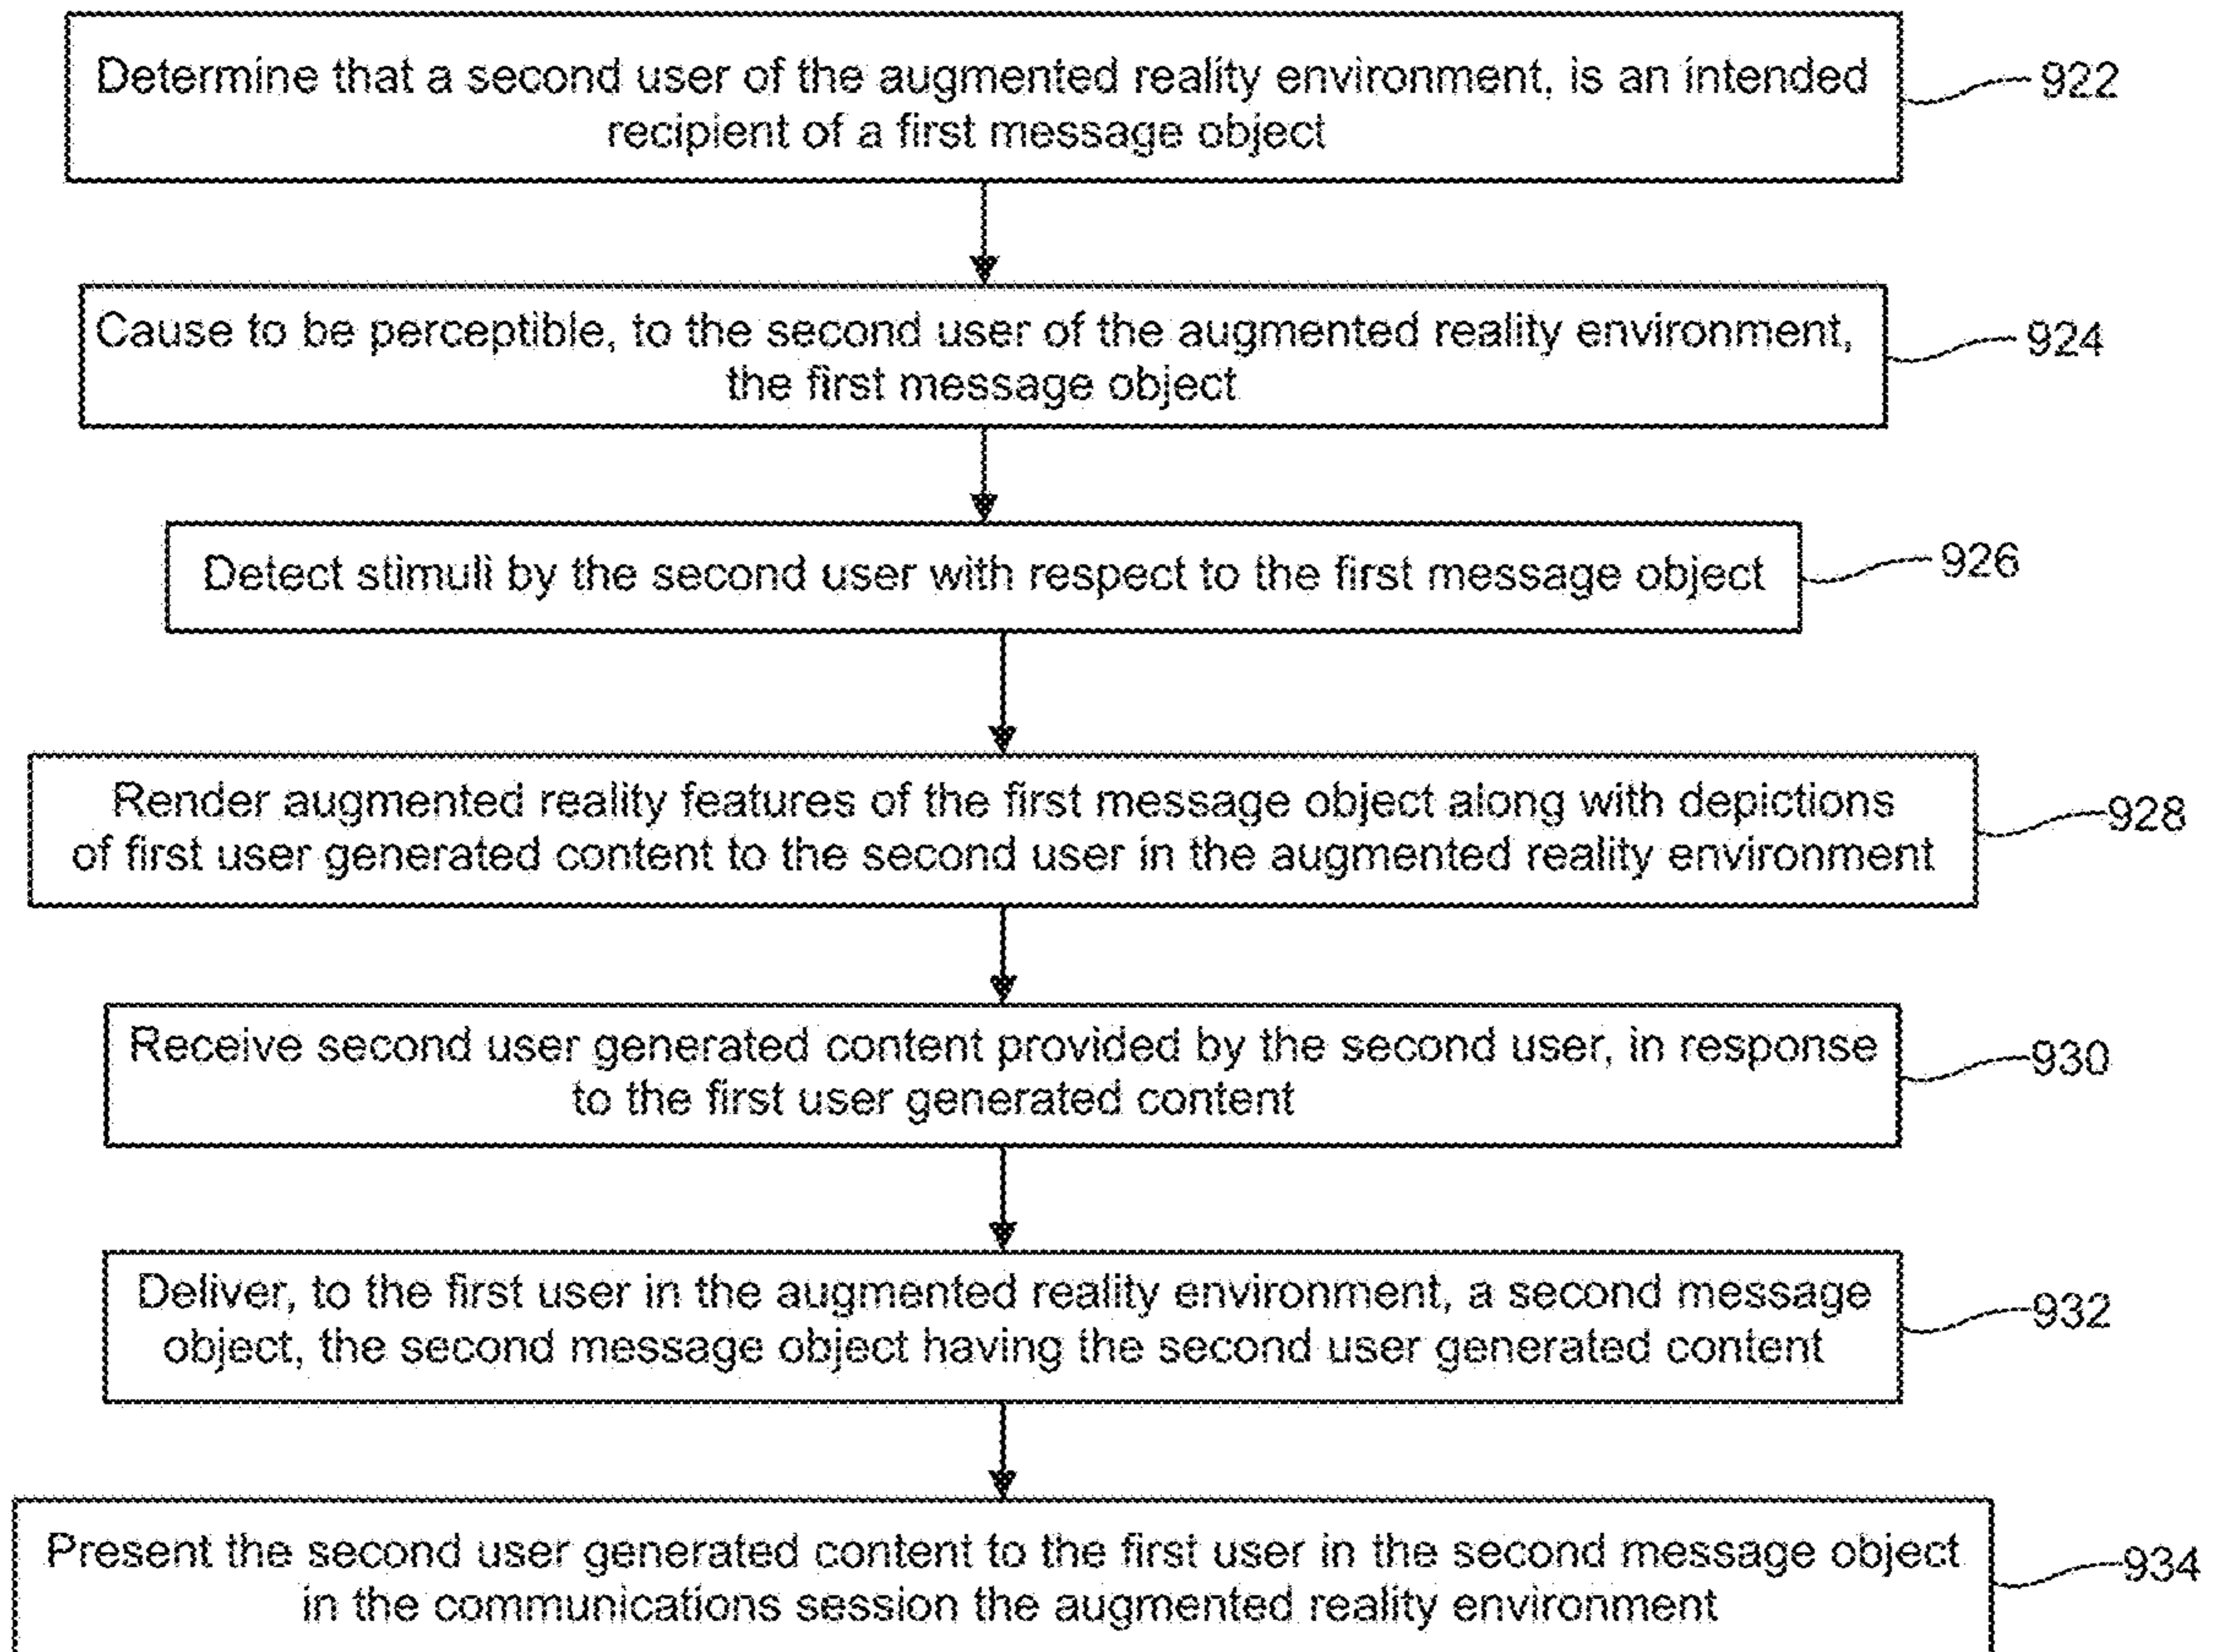 Determine that a second user of the augmented reality environment, is an intended
recipient of a first message object
922
Cause to be perceptible, to the second user of the augmented reality environment,
the first message object
924
Detect stimuli by the second user with respect to the first message object
926
Render augmented reality features of the first message object along with depictions
of first user generated content to the second user in the augmented reality environment
928
Receive second user generated content provided by the second user, in response
to the first user generated content
930
Deliver, to the first user in the augmented reality environment, a second message
object, the second message object having the second user generated content
932
Present the second user generated content to the first user in the second message object
in the communications session the augmented reality environment
934